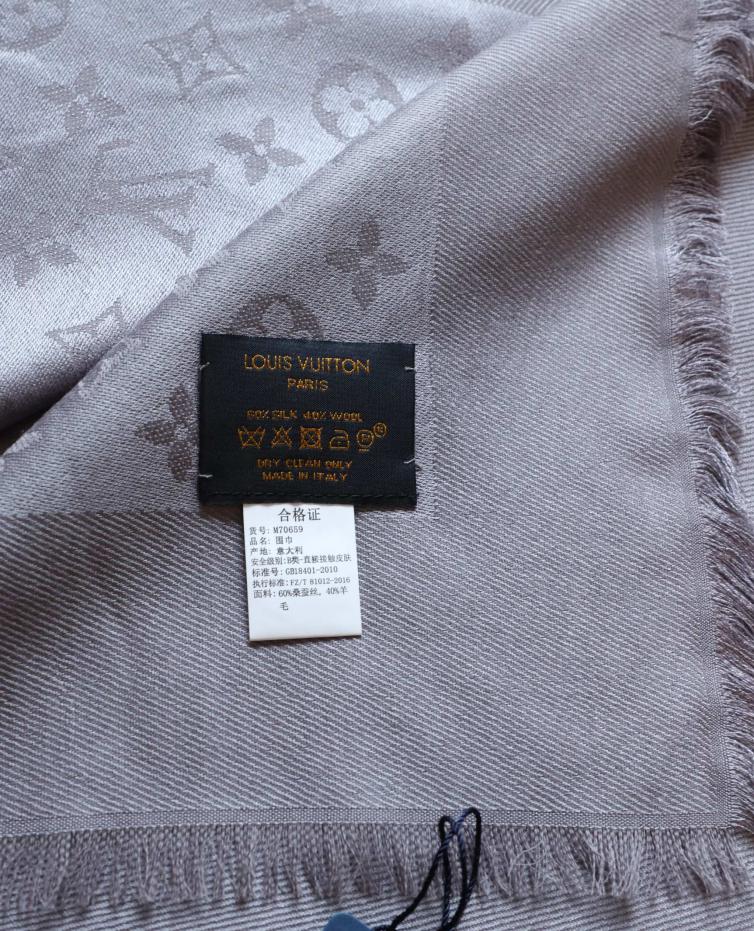 LOUIS VUITTON
PARIS
60% SILK 40% WOOL
DRY CLEAN ONLY
MADE IN ITALY
合格证
货号: M70659
品名: 围巾
产地: 意大利
安全级别:B类-直接接触皮肤
标准号: GB18401-2010
执行标准: FZ/T 81012-2016
面料: 60%桑蚕丝, 40%羊
毛